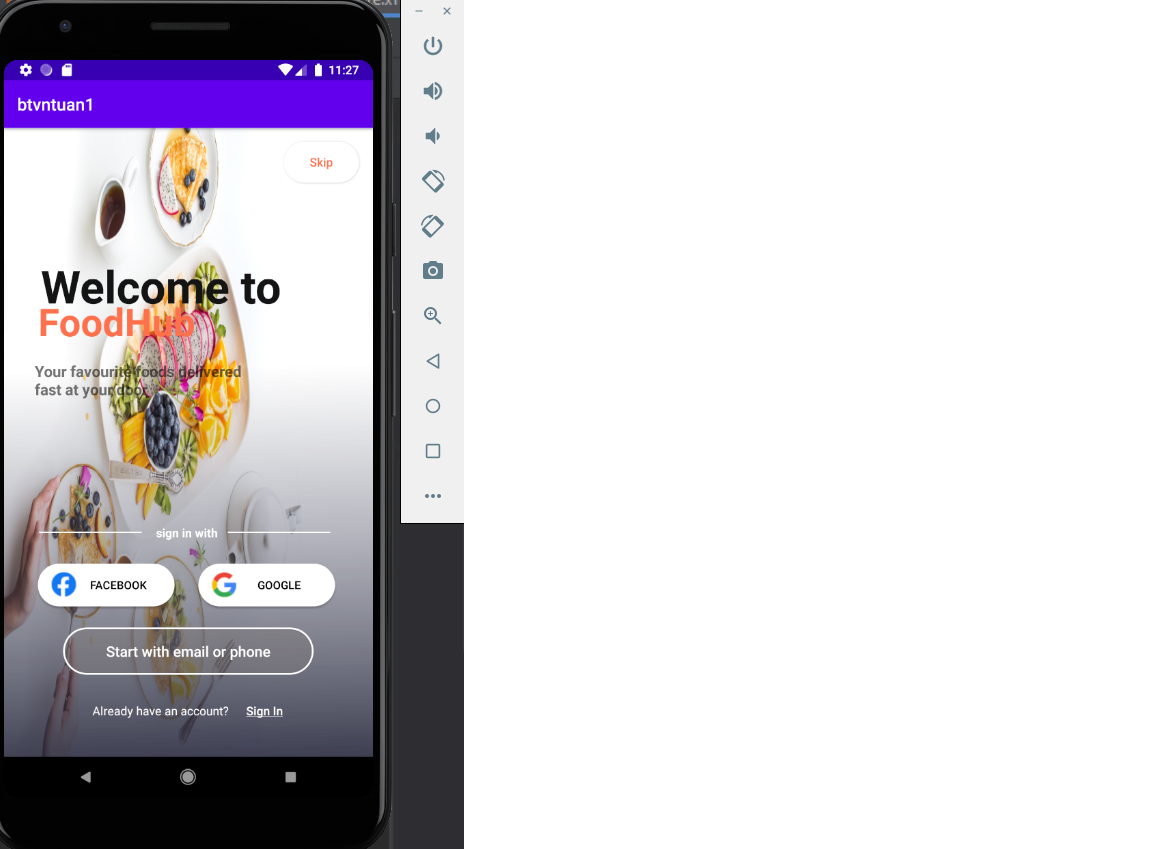 11:27
btvntuan1
Skip
Welcome to
FoodHub
Your favourite foods delivered
fast at your door
sign in with
FACEBOOK
GOOGLE
Start with email or phone
Already have an account? Sign In